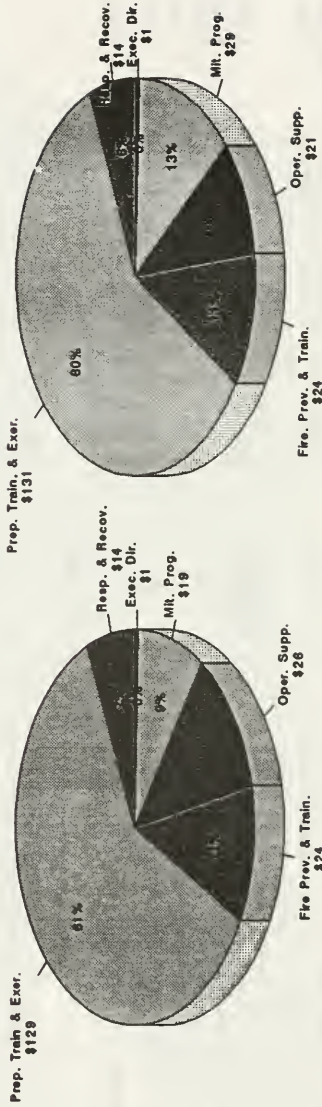 Prep. Train & Exer.
$129
Resp. & Recov.
$14
Exec. Dir.
$1
Mit. Prog.
$19
Oper. Supp.
$26
Fire Prev. & Train.
$24
61%
0%
9%
Prep. Train. & Exer.
$131
Resp. & Recov.
$14
Exec. Dir.
$1
Mit. Prog.
$29
Oper. Supp.
$21
Fire. Prev. & Train.
$24
60%
13%